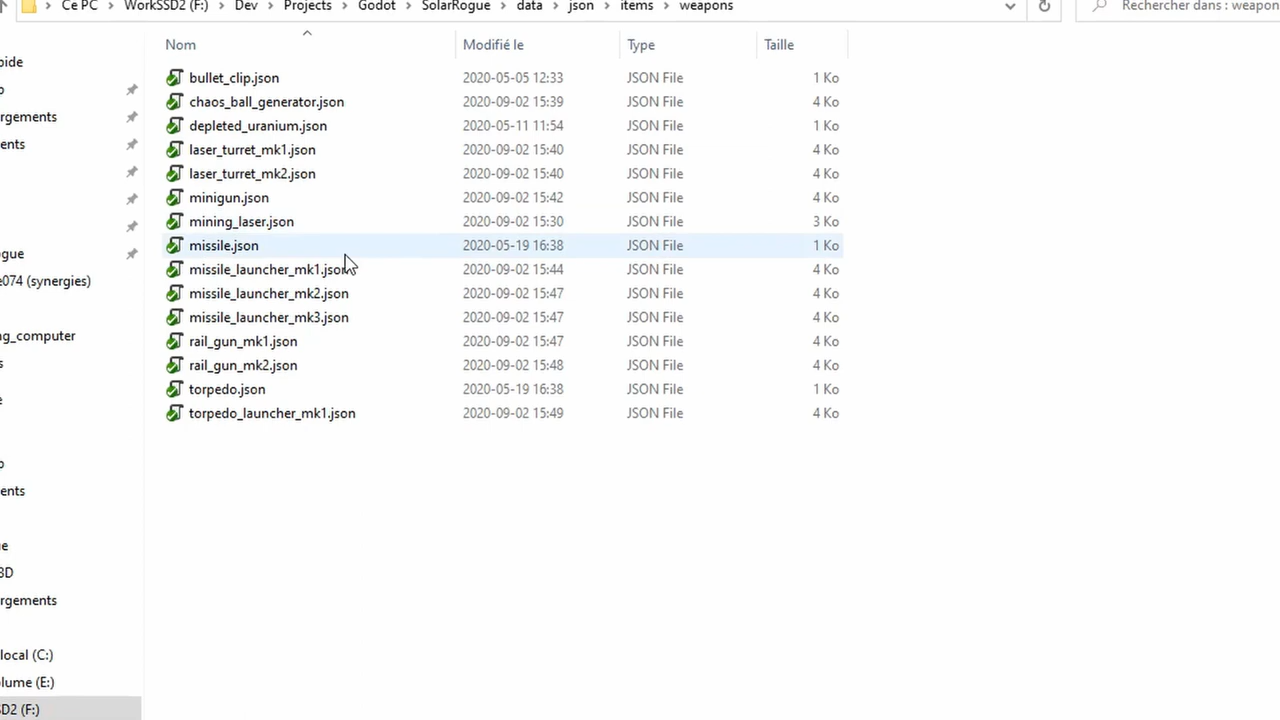 Ce PC > WorkSSD2 (F:) > Dev > Projects > Godot > SolarRogue > data > json > items > weapons
Rechercher dans : weapon
Nom Modifié le Type Taille
bullet_clip.json 2020-05-05 12:33 JSON File 1 Ko
chaos_ball_generator.json 2020-09-02 15:39 JSON File 4 Ko
depleted_uranium.json 2020-05-11 11:54 JSON File 1 Ko
laser_turret_mk1.json 2020-09-02 15:40 JSON File 4 Ko
laser_turret_mk2.json 2020-09-02 15:40 JSON File 4 Ko
minigun.json 2020-09-02 15:42 JSON File 4 Ko
mining_laser.json 2020-09-02 15:30 JSON File 3 Ko
missile.json 2020-05-19 16:38 JSON File 1 Ko
missile_launcher_mk1.json 2020-09-02 15:44 JSON File 4 Ko
missile_launcher_mk2.json 2020-09-02 15:47 JSON File 4 Ko
missile_launcher_mk3.json 2020-09-02 15:47 JSON File 4 Ko
rail_gun_mk1.json 2020-09-02 15:47 JSON File 4 Ko
rail_gun_mk2.json 2020-09-02 15:48 JSON File 4 Ko
torpedo.json 2020-05-19 16:38 JSON File 1 Ko
torpedo_launcher_mk1.json 2020-09-02 15:49 JSON File 4 Ko
pide
o
rgements
ents
ogue
e074 (synergies)
ng_computer
s
e
o
ents
ue
3D
rgements
local (C:)
lume (E:)
SD2 (F:)